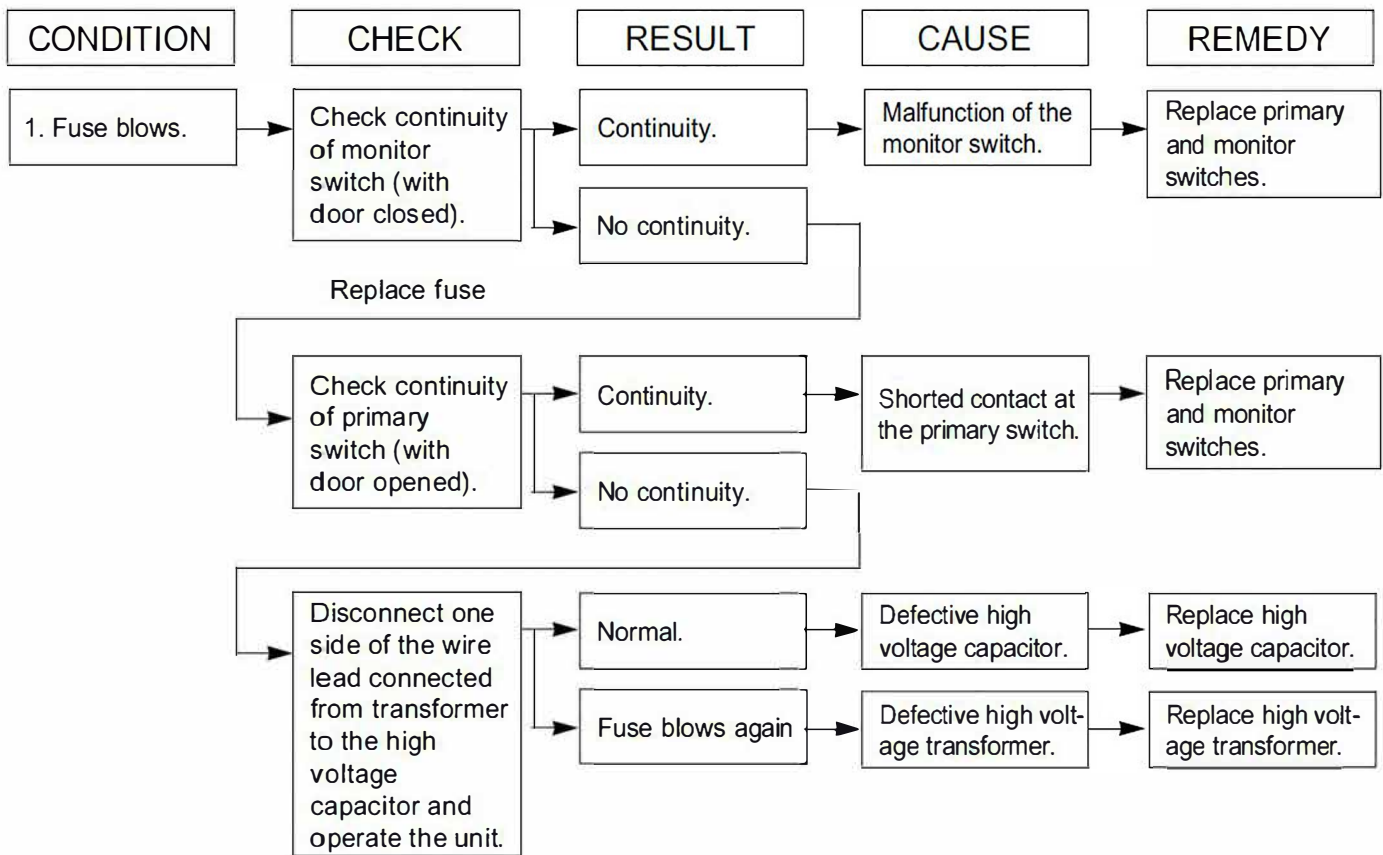 CONDITION
CHECK
RESULT
CAUSE
REMEDY
1. Fuse blows.
Check continuity
of monitor
switch (with
door closed).
Continuity.
Malfunction of the
monitor switch.
Replace primary
and monitor
switches.
No continuity.
Replace fuse
Check continuity
of primary
switch (with
door opened).
Continuity.
Shorted contact at
the primary switch.
Replace primary
and monitor
switches.
No continuity.
Disconnect one
side of the wire
lead connected
from transformer
to the high
voltage
capacitor and
operate the unit.
Normal.
Defective high
voltage capacitor.
Replace high
voltage capacitor.
Fuse blows again
Defective high volt-
age transformer.
Replace high volt-
age transformer.